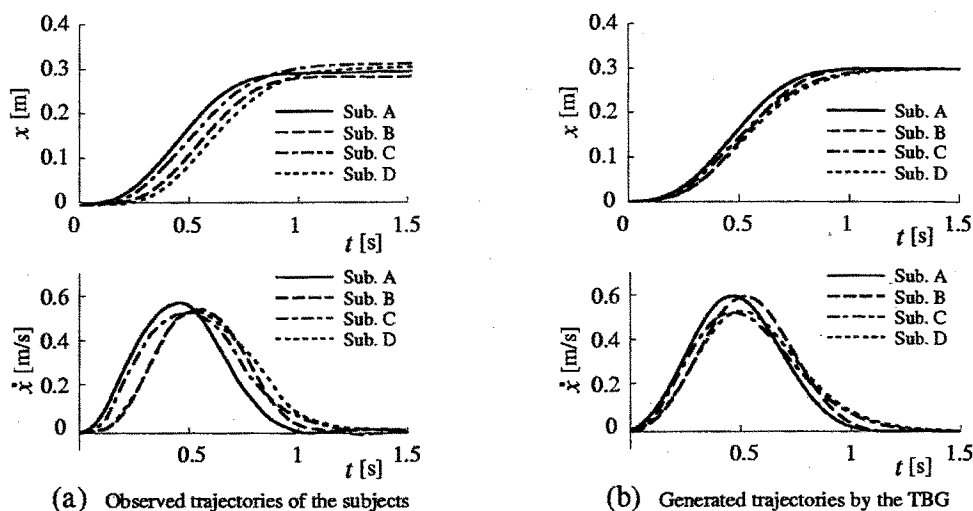 0.4
0.3
0.2
0.1
0
x [m]
Sub. A
Sub. B
Sub. C
Sub. D
0 0.5 1 1.5
t [s]
0.6
0.4
0.2
0
ẋ [m/s]
Sub. A
Sub. B
Sub. C
Sub. D
0.5 1 1.5
t [s]
(a) Observed trajectories of the subjects
0.4
0.3
0.2
0.1
0
x [m]
Sub. A
Sub. B
Sub. C
Sub. D
0 0.5 1 1.5
t [s]
0.6
0.4
0.2
0
ẋ [m/s]
Sub. A
Sub. B
Sub. C
Sub. D
0.5 1 1.5
t [s]
(b) Generated trajectories by the TBG